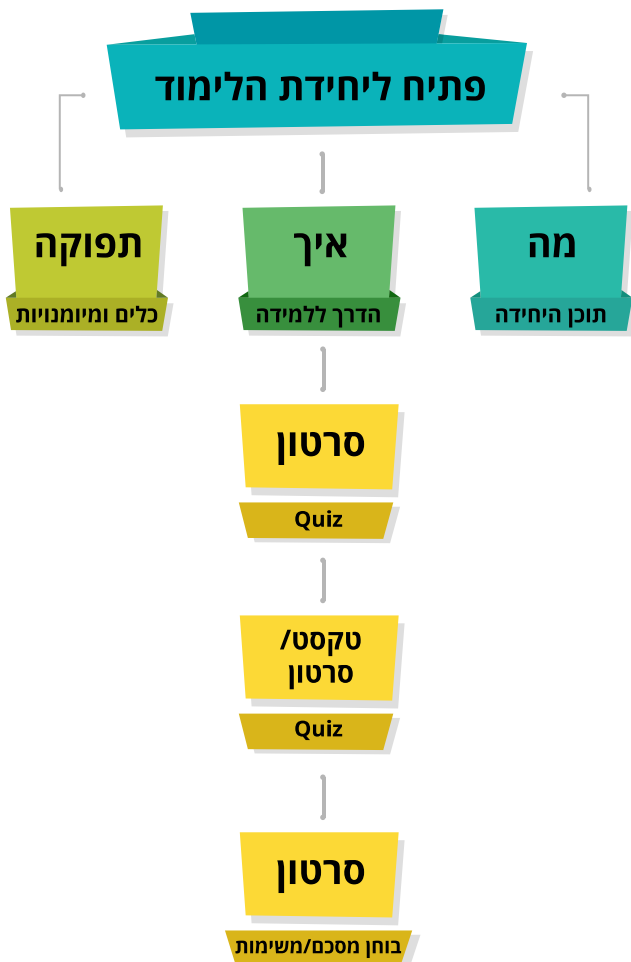 פתיח ליחידת הלימוד
מה
תוכן היחידה
איך
הדרך ללמידה
תפוקה
כלים ומיומנויות
סרטון
Quiz
טקסט/
סרטון
Quiz
סרטון
בוחן מסכם/משימות